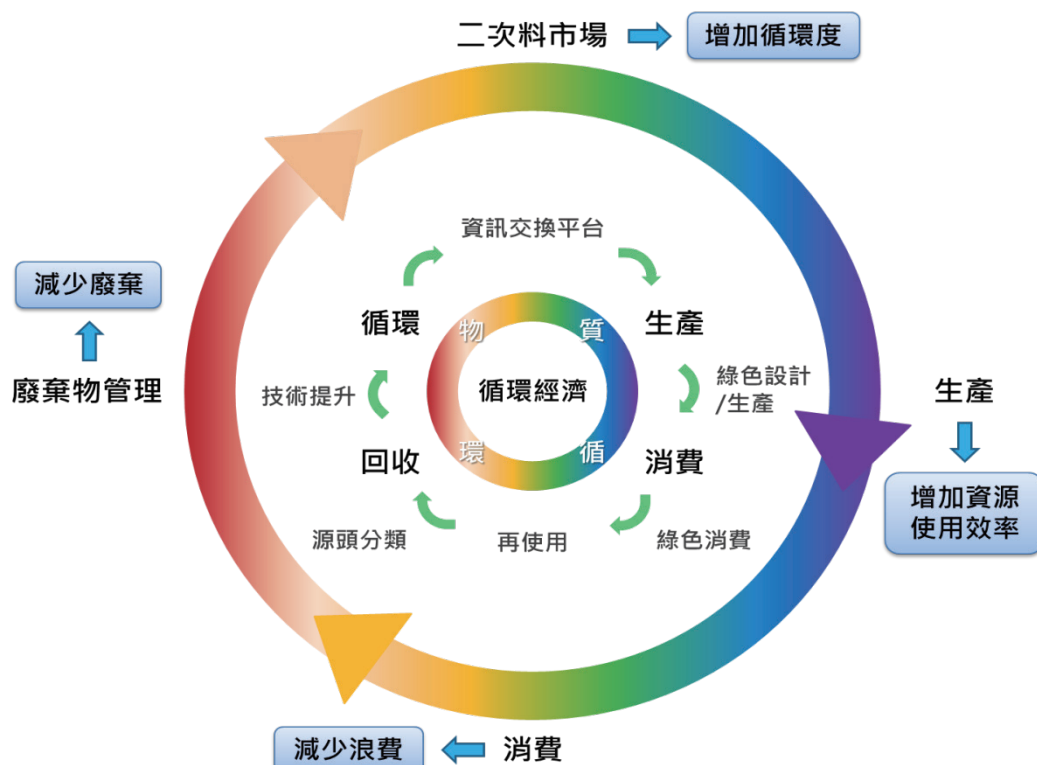 二次料市場
增加循環度
資訊交換平台
減少廢棄
循環
物
質
生產
廢棄物管理
技術提升
循環經濟
綠色設計
/生產
生產
回收
環
循
消費
增加資源
使用效率
源頭分類
再使用
綠色消費
減少浪費
消費